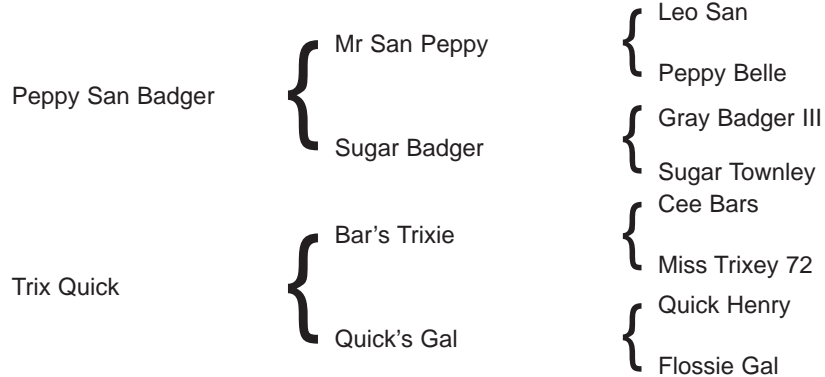 Leo San
Mr San Peppy
Peppy Belle
Peppy San Badger
Gray Badger III
Sugar Badger
Sugar Townley
Cee Bars
Bar's Trixie
Miss Trixey 72
Trix Quick
Quick Henry
Quick's Gal
Flossie Gal